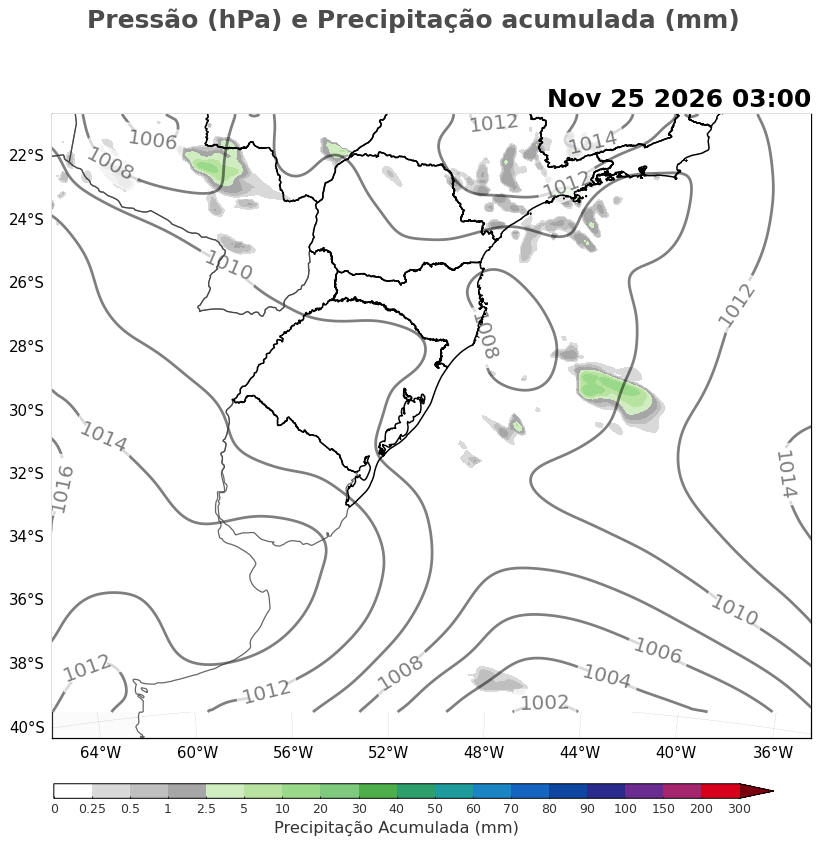 Pressão (hPa) e Precipitação acumulada (mm)
Nov 25 2026 03:00
1012
1006
1014
22°S
1008
1012
24°S
1010
26°S
1012
28°S
1008
30°S
1014
32°S
1014
1016
34°S
36°S
1010
1006
38°S
1012
1008
1004
1012
1002
40°S
64°W 60°W 56°W 52°W 48°W 44°W 40°W 36°W
0 0.25 0.5 1 2.5 5 10 20 30 40 50 60 70 80 90 100 150 200 300
Precipitação Acumulada (mm)